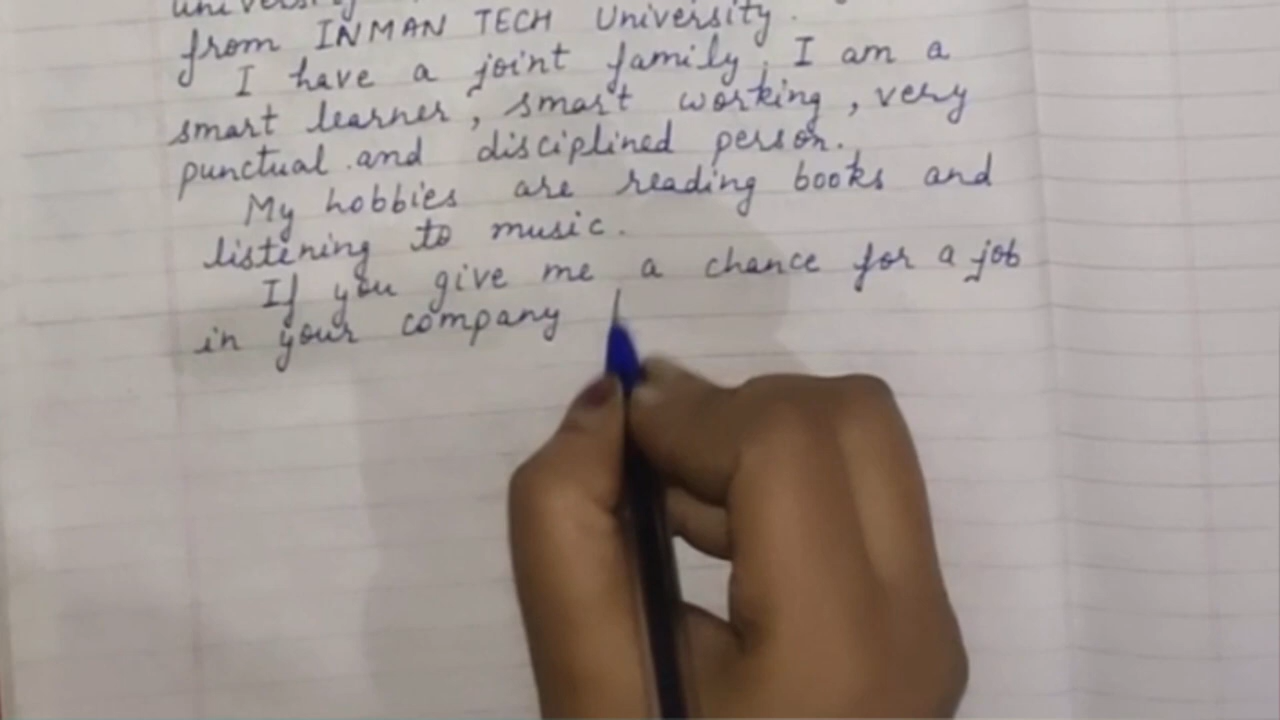 university
from INMAN TECH University.
I have a joint family. I am a
smart learner, smart working, very
punctual and disciplined person.
My hobbies are reading books and
listening to music.
If you give me a chance for a job
in your company